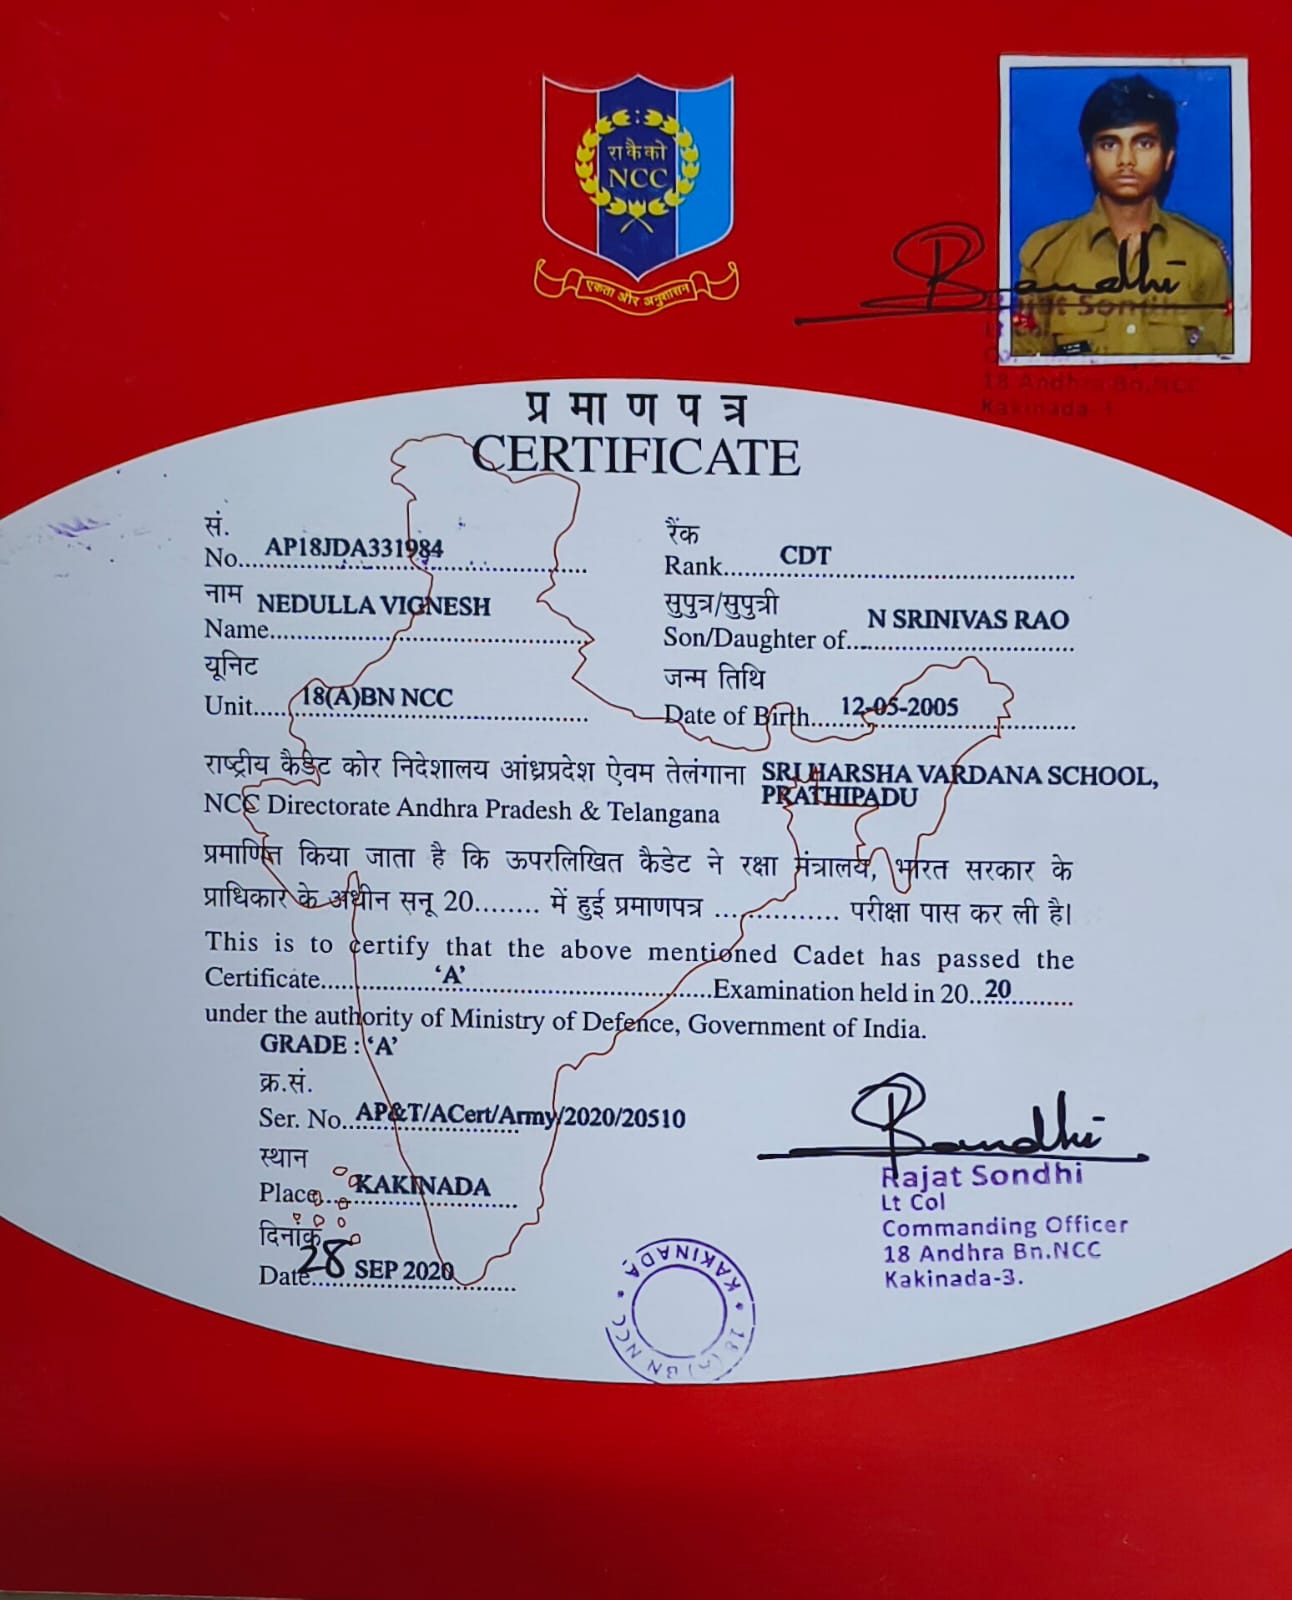 रा कै को
NCC
एकता और अनुशासन
Rajat Sondhi
Lt Col
18 Andhra Bn.NCC
Kakinada-3
प्रमाणपत्र
CERTIFICATE
सं.
No. AP18JDA331984
रैंक
Rank CDT
नाम
Name NEDULLA VIGNESH
सुपुत्र/सुपुत्री
Son/Daughter of N SRINIVAS RAO
यूनिट
Unit 18(A)BN NCC
जन्म तिथि
Date of Birth 12-05-2005
राष्ट्रीय कैडेट कोर निदेशालय आंध्रप्रदेश ऐवम तेलंगाना SRI HARSHA VARDANA SCHOOL,
PRATHIPADU
NCC Directorate Andhra Pradesh & Telangana
प्रमाणित किया जाता है कि ऊपरलिखित कैडेट ने रक्षा मंत्रालय, भारत सरकार के
प्राधिकार के अधीन सनू 20........ में हुई प्रमाणपत्र ............... परीक्षा पास कर ली है।
This is to certify that the above mentioned Cadet has passed the
Certificate 'A' Examination held in 20 20
under the authority of Ministry of Defence, Government of India.
GRADE : 'A'
क्र.सं.
Ser. No. AP&T/ACert/Army/2020/20510
स्थान
Place KAKINADA
दिनांक
Date 28 SEP 2020
Rajat Sondhi
Lt Col
Commanding Officer
18 Andhra Bn.NCC
Kakinada-3.
18 (A) BN NCC * KAKINADA *